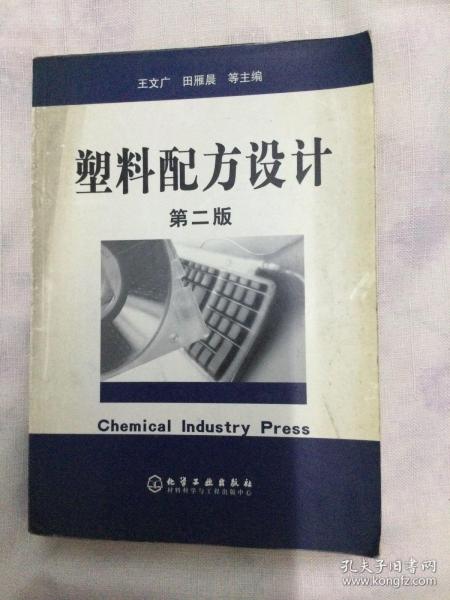 王文广 田雁晨 等主编
塑料配方设计
第二版
Chemical Industry Press
化学工业出版社
材料科学与工程出版中心
孔夫子旧书网
www.kongfz.com